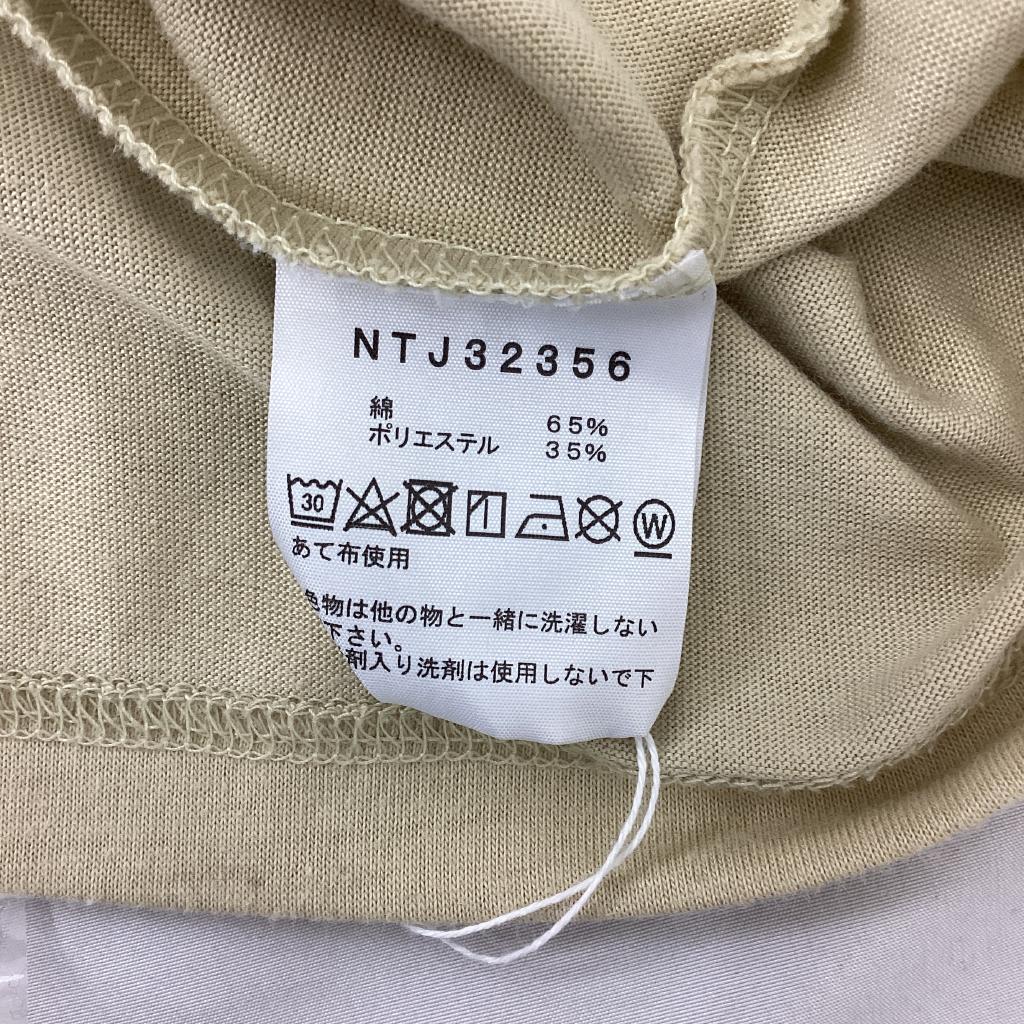 NTJ32356
綿 65%
ポリエステル 35%
30 W
あて布使用
色物は他の物と一緒に洗濯しない
下さい。
剤入り洗剤は使用しないで下